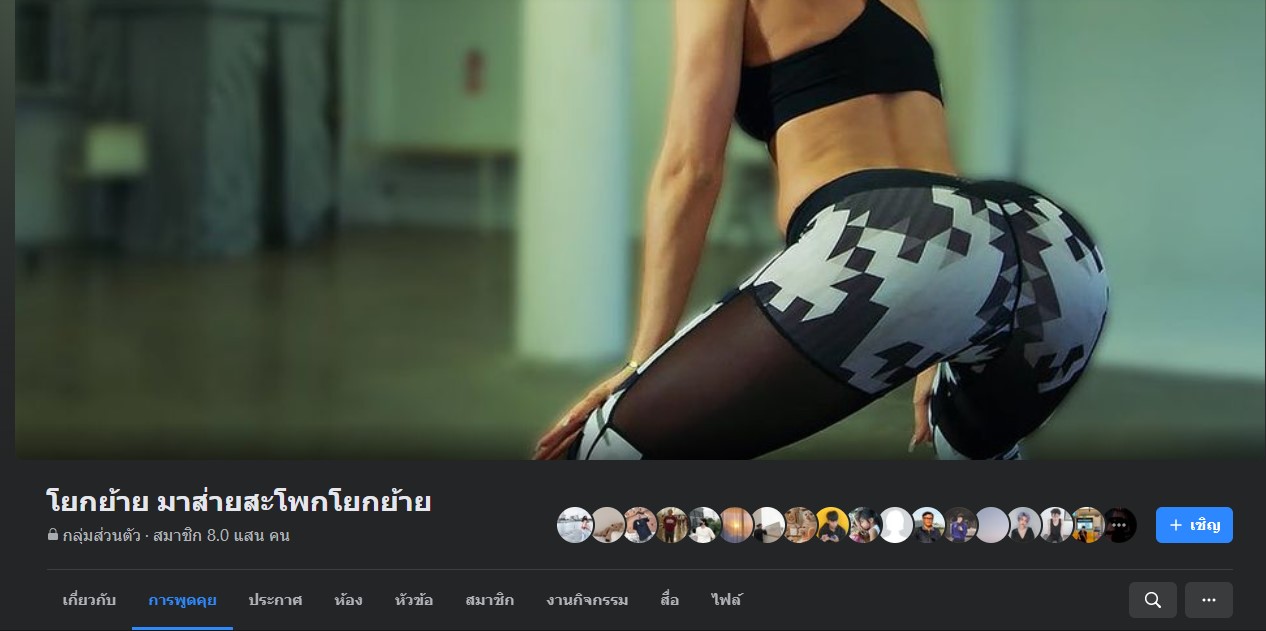 โยกย้าย มาส่ายสะโพกโยกย้าย
กลุ่มส่วนตัว · สมาชิก 8.0 แสน คน
+ เชิญ
เกี่ยวกับ การพูดคุย ประกาศ ห้อง หัวข้อ สมาชิก งานกิจกรรม สื่อ ไฟล์